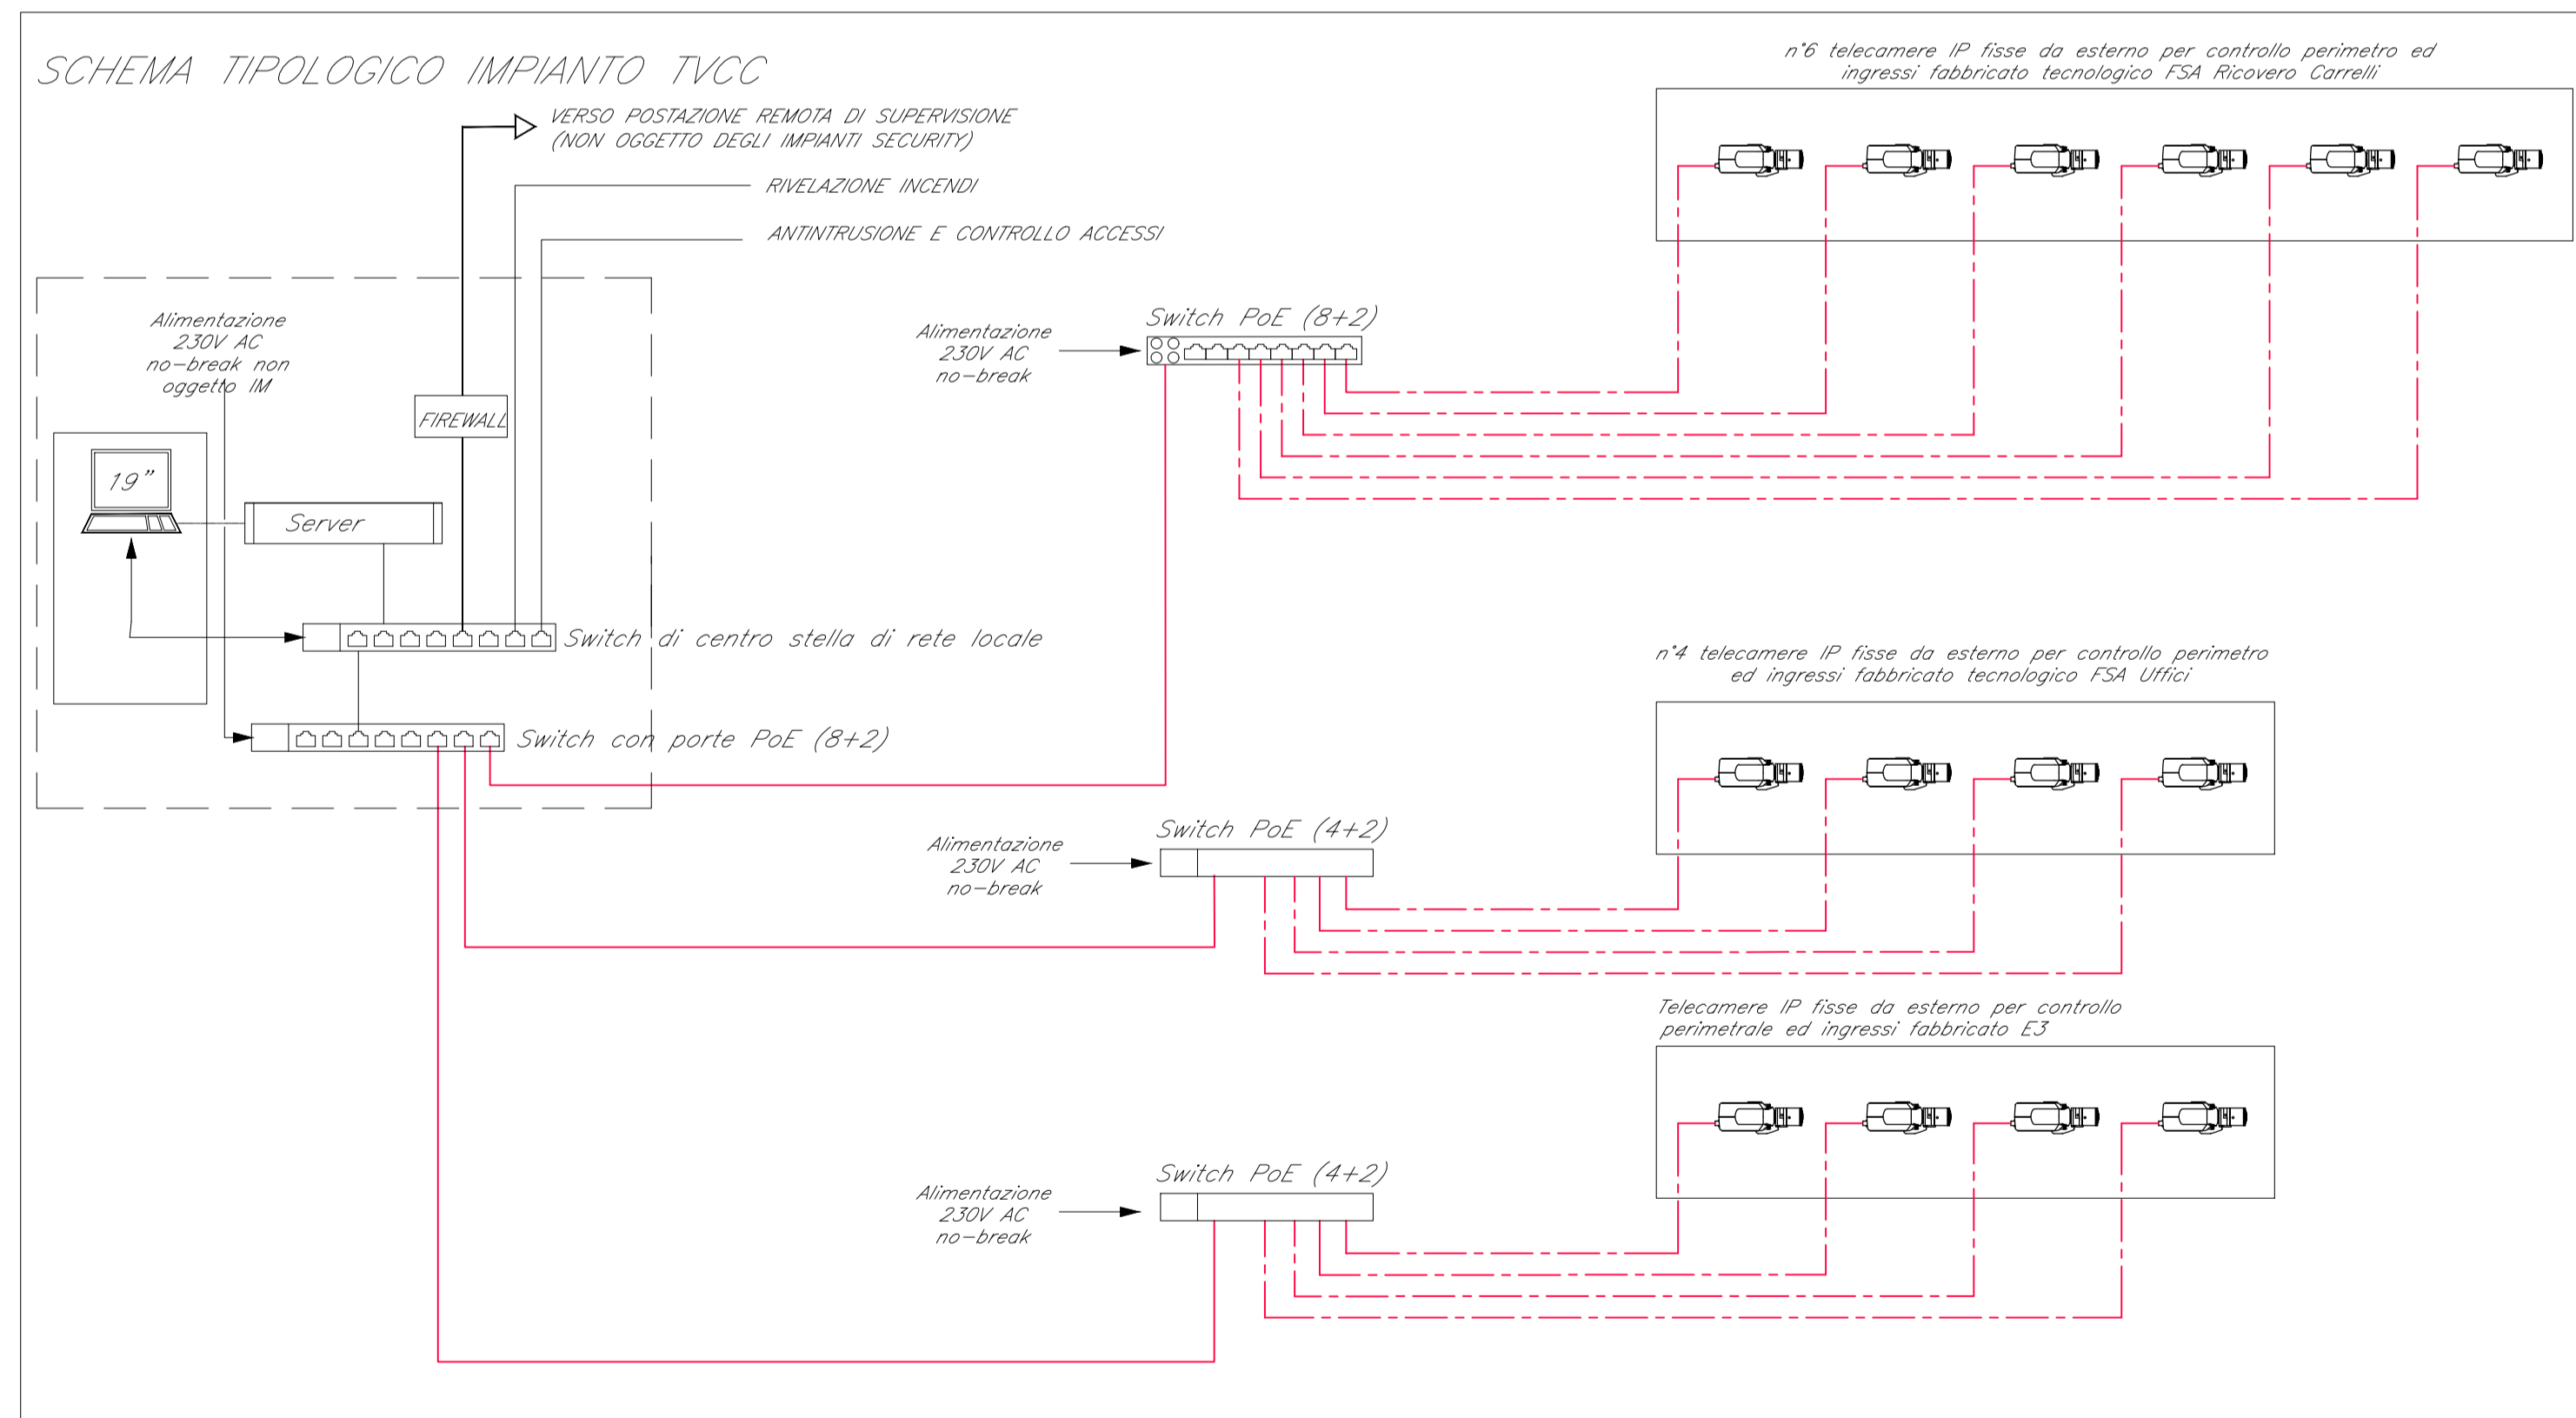 SCHEMA TIPOLOGICO IMPIANTO TVCC
VERSO POSTAZIONE REMOTA DI SUPERVISIONE
(NON OGGETTO DEGLI IMPIANTI SECURITY)
RIVELAZIONE INCENDI
ANTINTRUSIONE E CONTROLLO ACCESSI
Alimentazione
230V AC
no-break non
oggetto IM
FIREWALL
19"
Server
Switch di centro stella di rete locale
Switch con porte PoE (8+2)
n°6 telecamere IP fisse da esterno per controllo perimetro ed
ingressi fabbricato tecnologico FSA Ricovero Carrelli
Switch PoE (8+2)
Alimentazione
230V AC
no-break
n°4 telecamere IP fisse da esterno per controllo perimetro
ed ingressi fabbricato tecnologico FSA Uffici
Switch PoE (4+2)
Alimentazione
230V AC
no-break
Telecamere IP fisse da esterno per controllo
perimetrale ed ingressi fabbricato E3
Switch PoE (4+2)
Alimentazione
230V AC
no-break